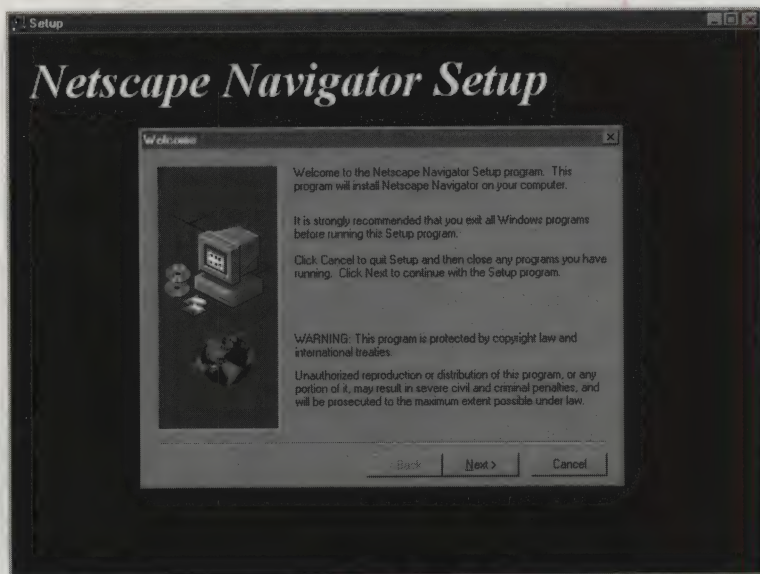 Setup
Netscape Navigator Setup
Welcome
Welcome to the Netscape Navigator Setup program. This
program will install Netscape Navigator on your computer.
It is strongly recommended that you exit all Windows programs
before running this Setup program.
Click Cancel to quit Setup and then close any programs you have
running. Click Next to continue with the Setup program.
WARNING: This program is protected by copyright law and
international treaties.
Unauthorized reproduction or distribution of this program, or any
portion of it, may result in severe civil and criminal penalties, and
will be prosecuted to the maximum extent possible under law.
< Back
Next >
Cancel